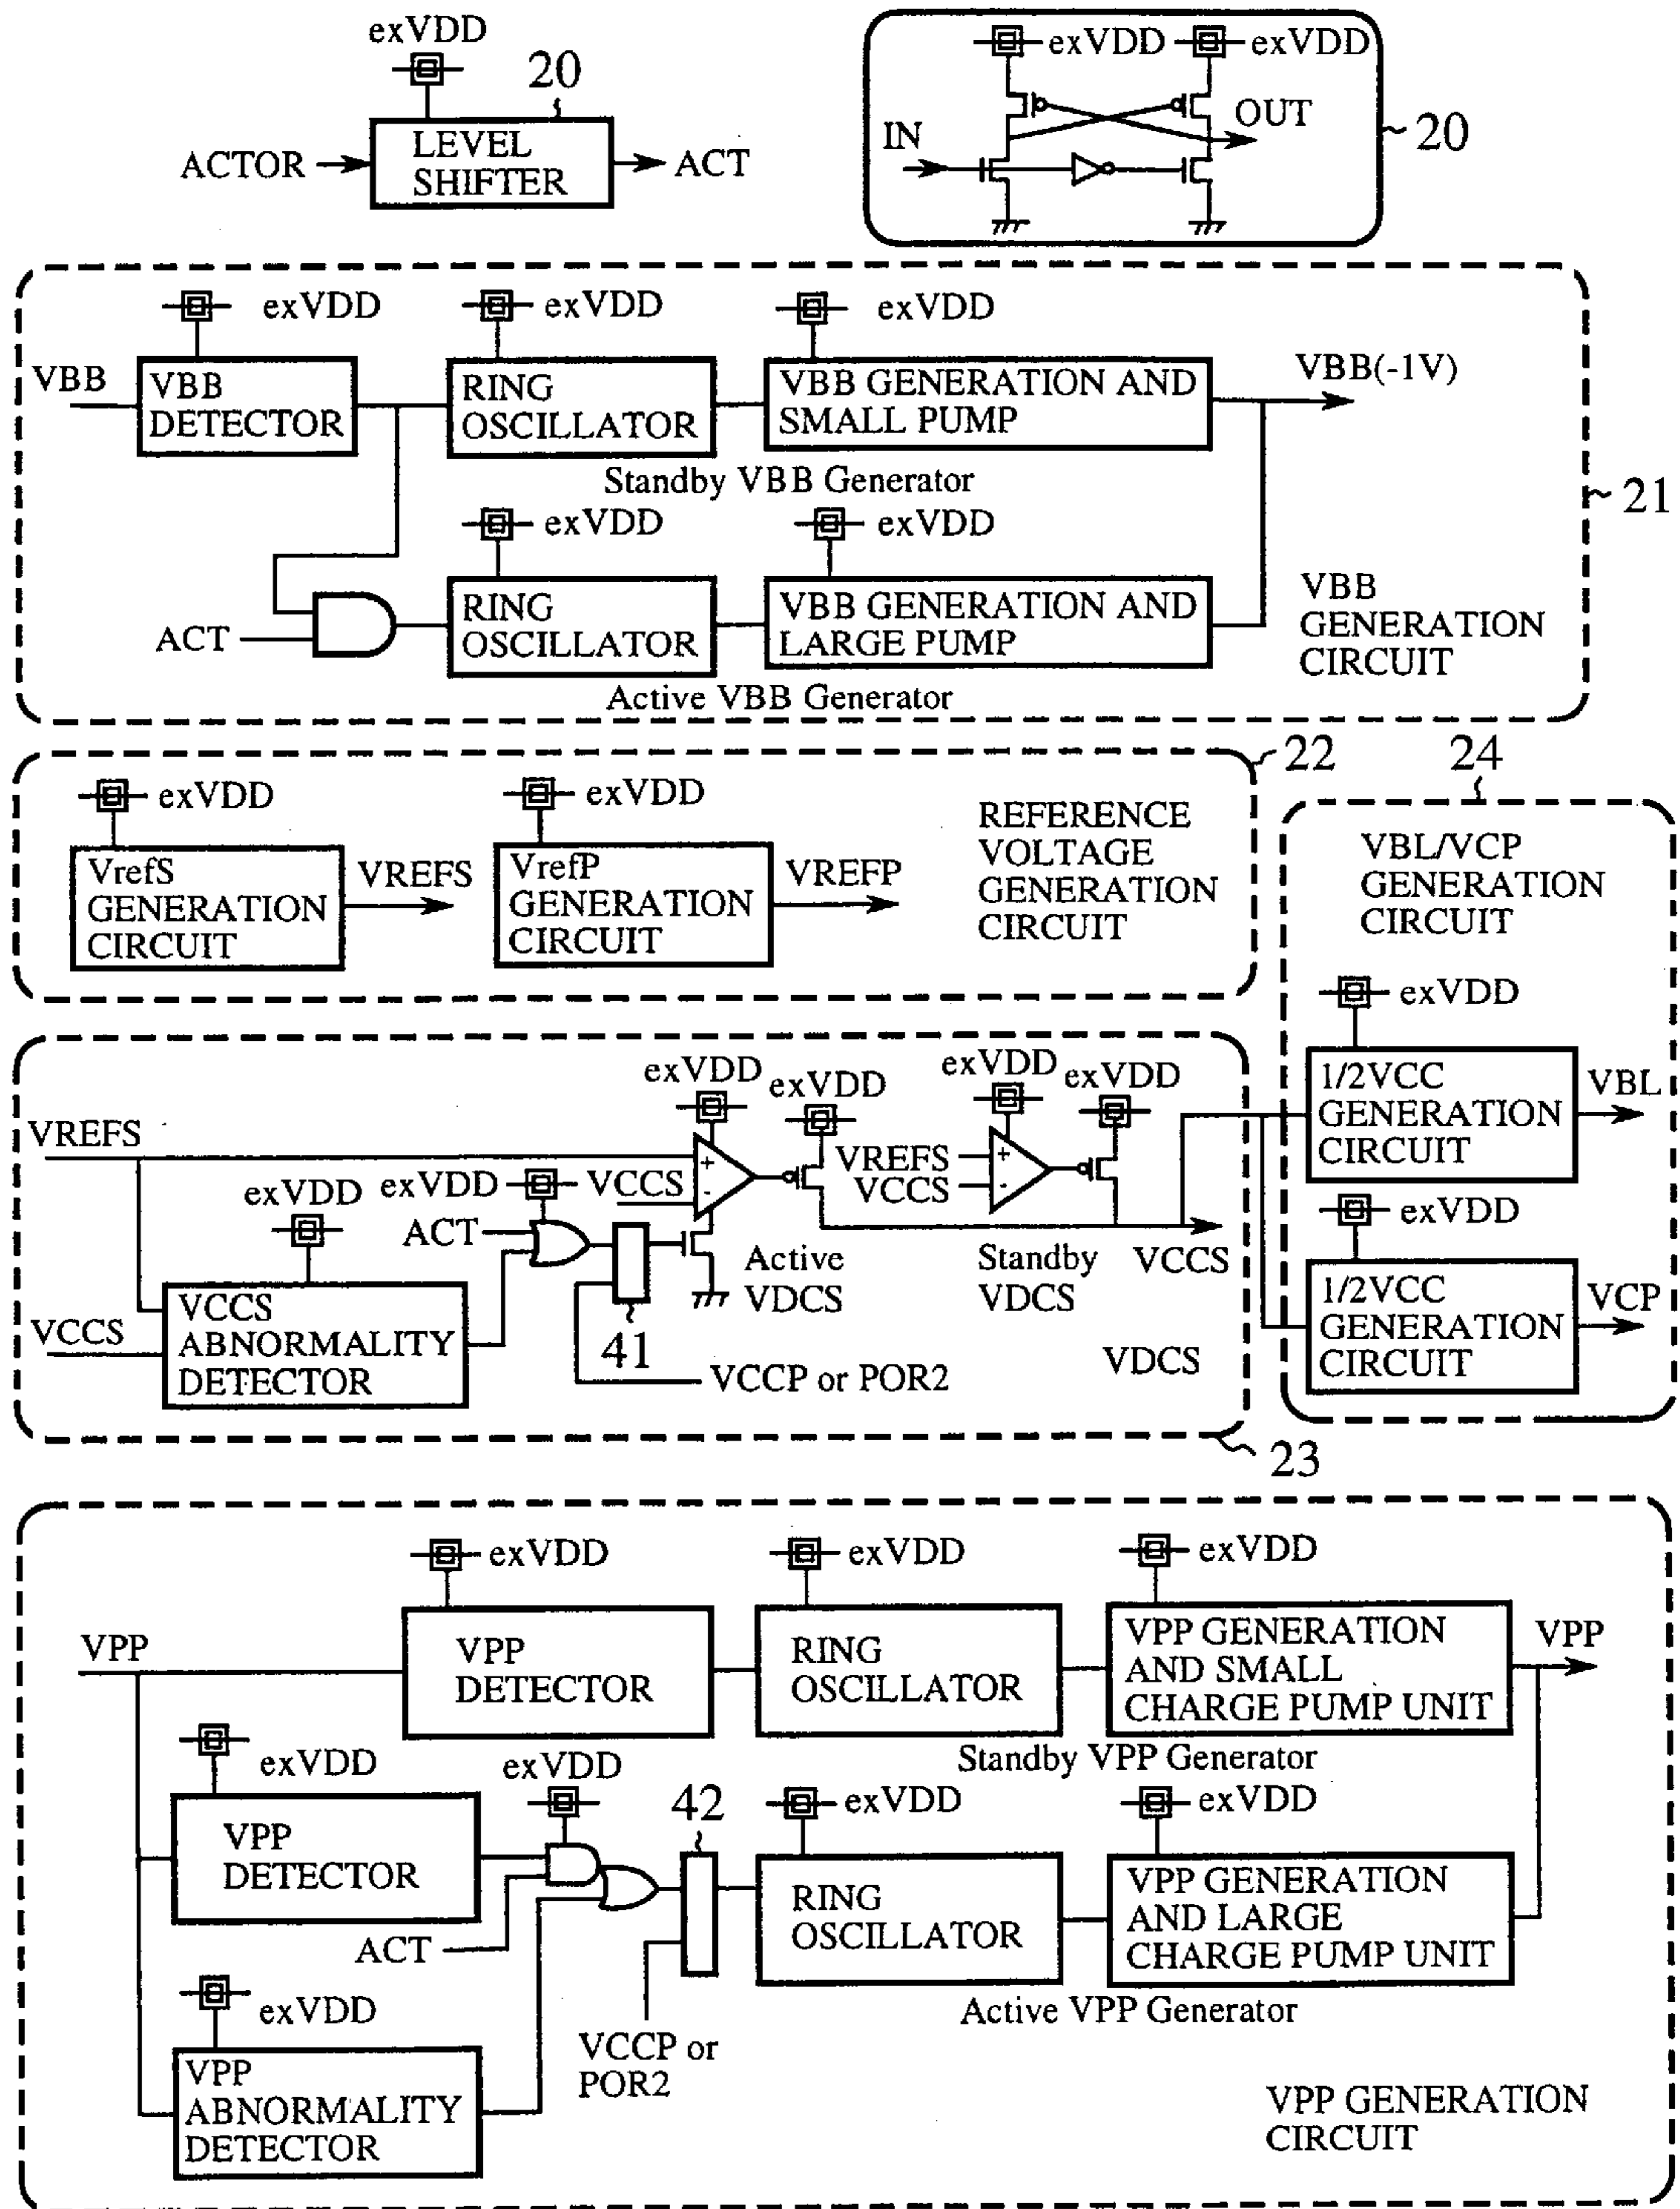 exVDD
20
ACTOR
LEVEL
SHIFTER
ACT
exVDD
exVDD
IN
OUT
20
exVDD
exVDD
exVDD
VBB
VBB
DETECTOR
RING
OSCILLATOR
VBB GENERATION AND
SMALL PUMP
VBB(-1V)
Standby VBB Generator
21
exVDD
exVDD
ACT
RING
OSCILLATOR
VBB GENERATION AND
LARGE PUMP
VBB
GENERATION
CIRCUIT
Active VBB Generator
22
exVDD
exVDD
VrefS
GENERATION
CIRCUIT
VREFS
VrefP
GENERATION
CIRCUIT
VREFP
REFERENCE
VOLTAGE
GENERATION
CIRCUIT
24
VBL/VCP
GENERATION
CIRCUIT
exVDD
1/2VCC
GENERATION
CIRCUIT
VBL
exVDD
1/2VCC
GENERATION
CIRCUIT
VCP
exVDD
exVDD
exVDD
exVDD
VREFS
+
-
VREFS
VCCS
+
-
exVDD
exVDD
VCCS
ACT
Active
VDCS
Standby
VDCS
VCCS
VCCS
VCCS
ABNORMALITY
DETECTOR
41
VCCP or POR2
VDCS
23
exVDD
exVDD
exVDD
VPP
VPP
DETECTOR
RING
OSCILLATOR
VPP GENERATION
AND SMALL
CHARGE PUMP UNIT
VPP
Standby VPP Generator
exVDD
exVDD
42
exVDD
exVDD
VPP
DETECTOR
ACT
RING
OSCILLATOR
VPP GENERATION
AND LARGE
CHARGE PUMP UNIT
Active VPP Generator
exVDD
VCCP or
POR2
VPP
ABNORMALITY
DETECTOR
VPP GENERATION
CIRCUIT